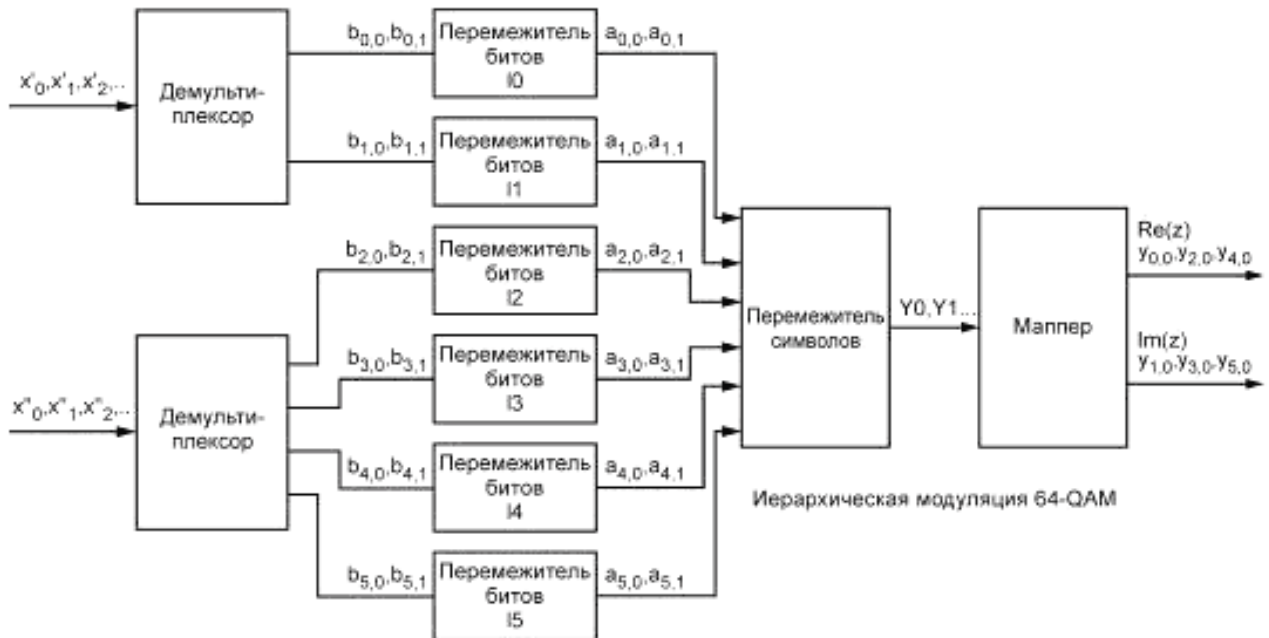 x'0,x'1,x'2,...
Демульти-
плексор
b0,0,b0,1
Перемежитель
битов
I0
a0,0,a0,1
b1,0,b1.1
Перемежитель
битов
I1
a1,0,a1.1
b2,0,b2,1
Перемежитель
битов
I2
a2,0,a2,1
x"0,x"1,x"2,...
Демульти-
плексор
b3,0,b3,1
Перемежитель
битов
I3
a3,0,a3,1
b4,0,b4,1
Перемежитель
битов
I4
a4,0,a4,1
b5,0,b5,1
Перемежитель
битов
I5
a5,0,a5,1
Перемежитель
символов
Y0,Y1...
Маппер
Re(z)
y0,0,y2,0,y4,0
Im(z)
y1,0,y3,0,y5,0
Иерархическая модуляция 64-QAM